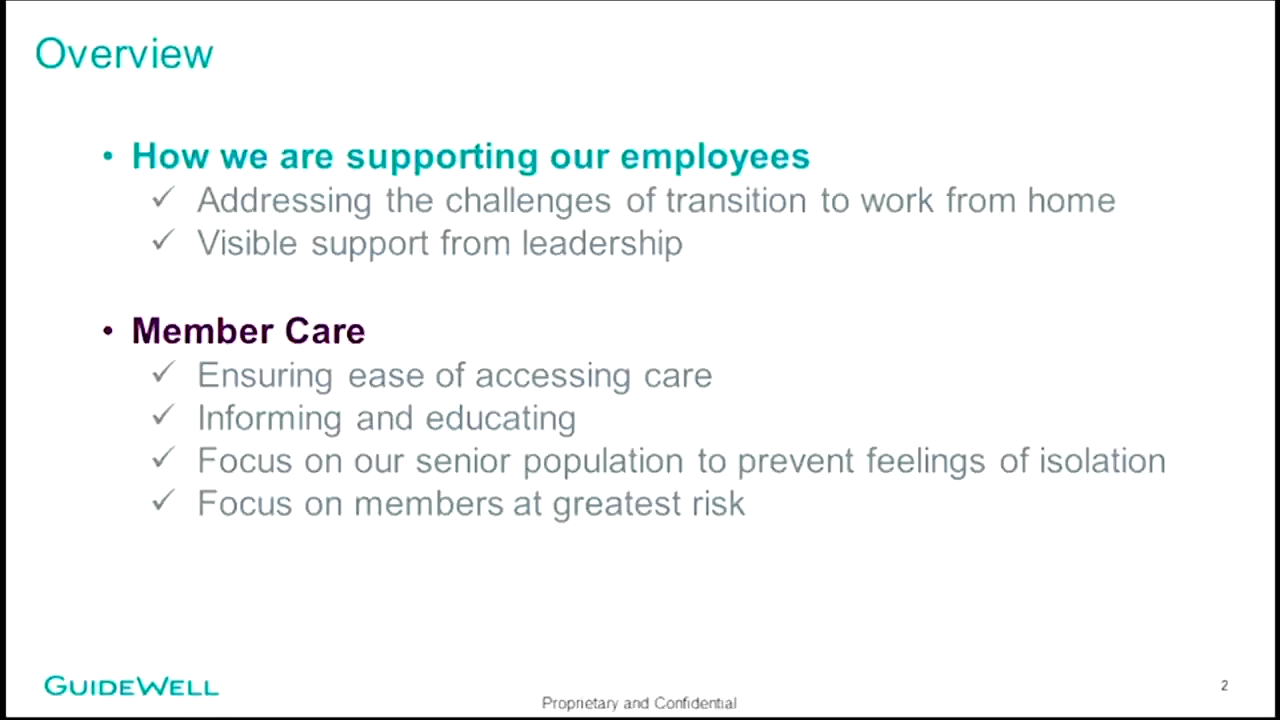 Overview
• How we are supporting our employees
✓ Addressing the challenges of transition to work from home
✓ Visible support from leadership
• Member Care
✓ Ensuring ease of accessing care
✓ Informing and educating
✓ Focus on our senior population to prevent feelings of isolation
✓ Focus on members at greatest risk
GUIDEWELL
2
Proprietary and Confidential